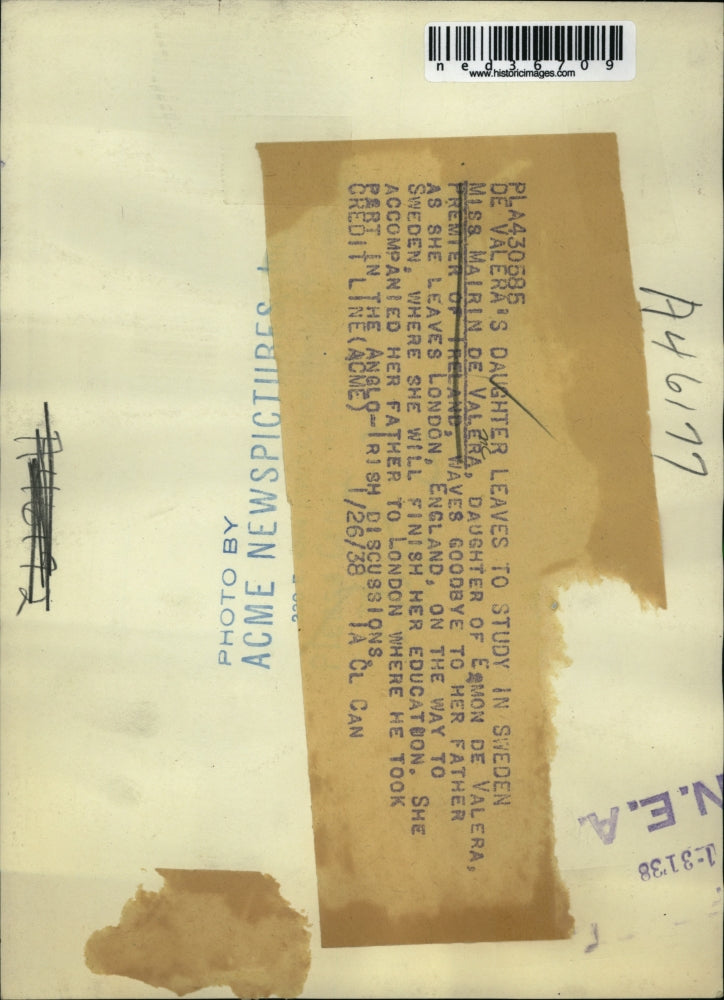 ned36709
www.historicimages.com
A46177
PLA430585
DE VALERA'S DAUGHTER LEAVES TO STUDY IN SWEDEN
MISS MAIRIN DE VALERA, DAUGHTER OF EAMON DE VALERA,
PREMIER OF IRELAND, WAVES GOODBYE TO HER FATHER
AS SHE LEAVES LONDON, ENGLAND, ON THE WAY TO
SWEDEN, WHERE SHE WILL FINISH HER EDUCATION. SHE
ACCOMPANIED HER FATHER TO LONDON WHERE HE TOOK
PART IN THE ANGLO-IRISH DISCUSSIONS.
CREDIT LINE (ACME) 1/26/38 IA CL CAN
PHOTO BY
ACME NEWSPICTURES
N.E.A.
1-31'38